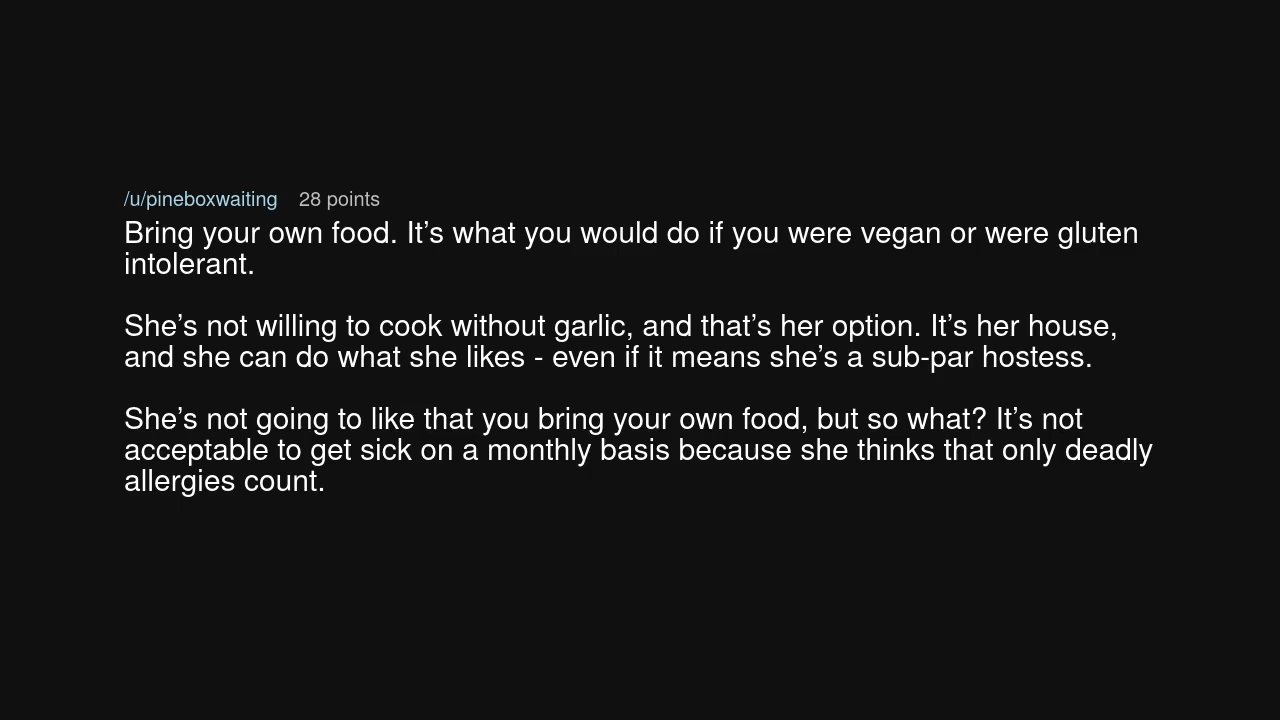 /u/pineboxwaiting 28 points
Bring your own food. It’s what you would do if you were vegan or were gluten
intolerant.
She’s not willing to cook without garlic, and that’s her option. It’s her house,
and she can do what she likes - even if it means she’s a sub-par hostess.
She’s not going to like that you bring your own food, but so what? It’s not
acceptable to get sick on a monthly basis because she thinks that only deadly
allergies count.